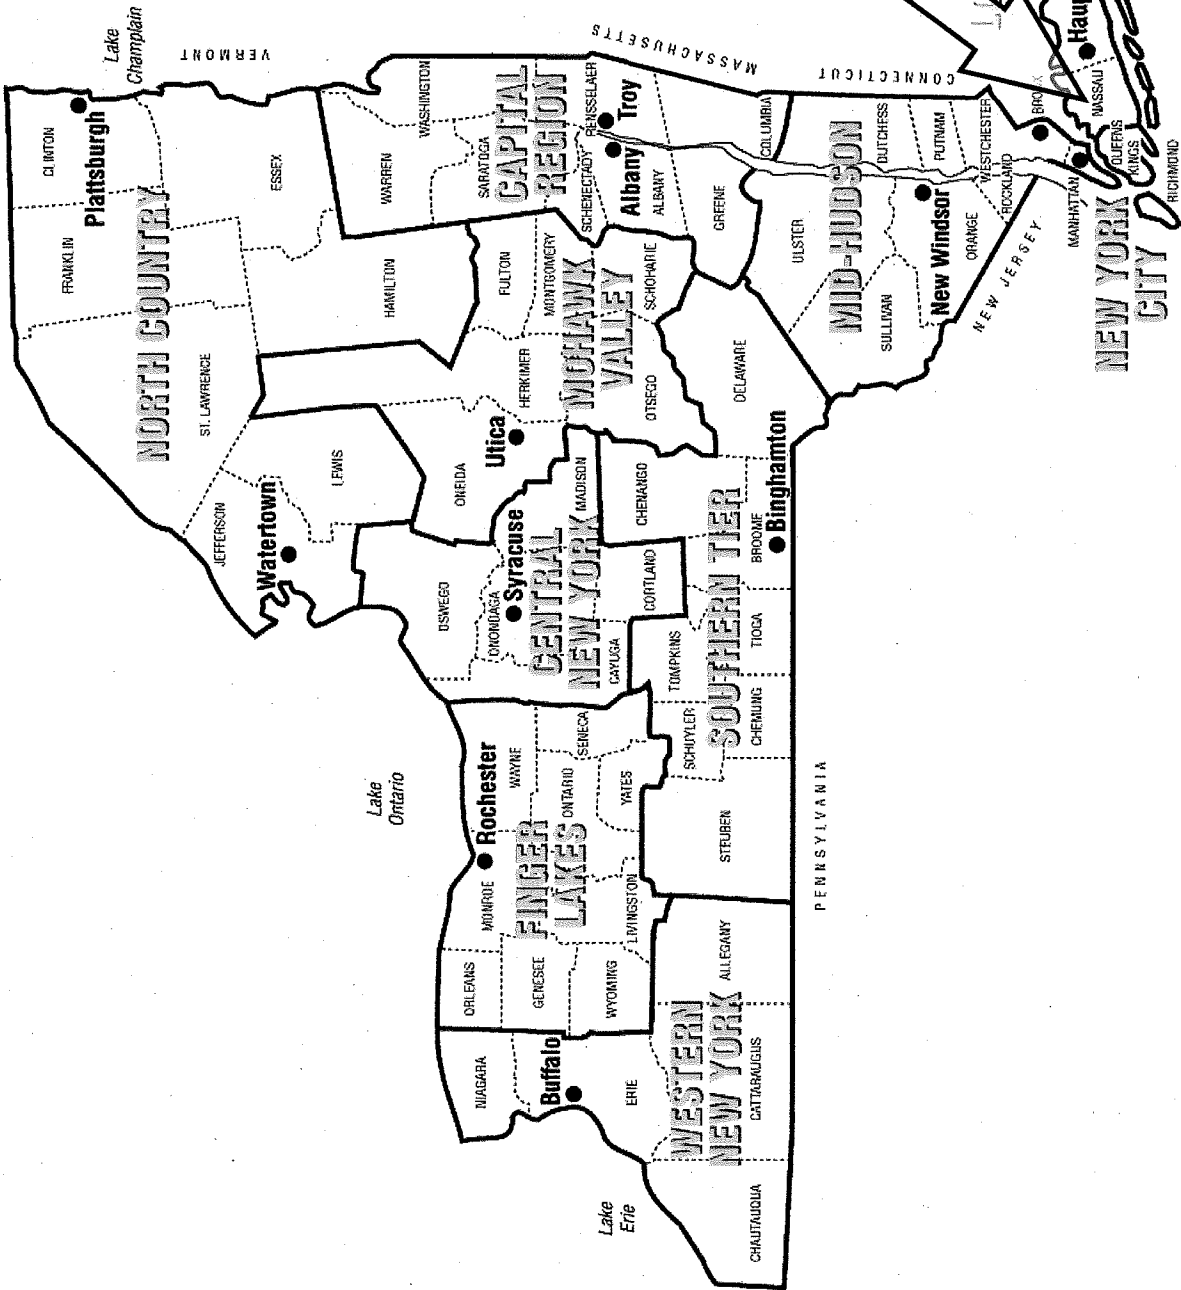 Lake
Champlain
VERMONT
MASSACHUSETTS
CONNECTICUT
CLINTON
Plattsburgh
FRANKLIN
ESSEX
NORTH COUNTRY
ST. LAWRENCE
HAMILTON
JEFFERSON
Watertown
LEWIS
WASHINGTON
WARREN
SARATOGA
CAPITAL
REGION
RENSSELAER
Troy
SCHENECTADY
Albany
ALBANY
COLUMBIA
GREENE
FULTON
MONTGOMERY
MOHAWK
VALLEY
SCHOHARIE
HERKIMER
OTSEGO
Utica
ONEIDA
DUTCHESS
PUTNAM
WESTCHESTER
ULSTER
MID-HUDSON
New Windsor
ORANGE
ROCKLAND
SULLIVAN
NEW JERSEY
NASSAU
QUEENS
KINGS
RICHMOND
MANHATTAN
NEW YORK
CITY
OSWEGO
ONONDAGA
Syracuse
CENTRAL
NEW YORK
MADISON
CAYUGA
CORTLAND
CHENANGO
DELAWARE
Binghamton
BROOME
SOUTHERN TIER
TIOGA
TOMPKINS
CHEMUNG
SCHUYLER
STEUBEN
PENNSYLVANIA
Lake
Ontario
Rochester
WAYNE
SENECA
ONTARIO
YATES
FINGER
LAKES
MONROE
LIVINGSTON
ORLEANS
GENESEE
WYOMING
NIAGARA
Buffalo
ERIE
WESTERN
NEW YORK
ALLEGANY
CATTARAUGUS
CHAUTAUQUA
Lake
Erie